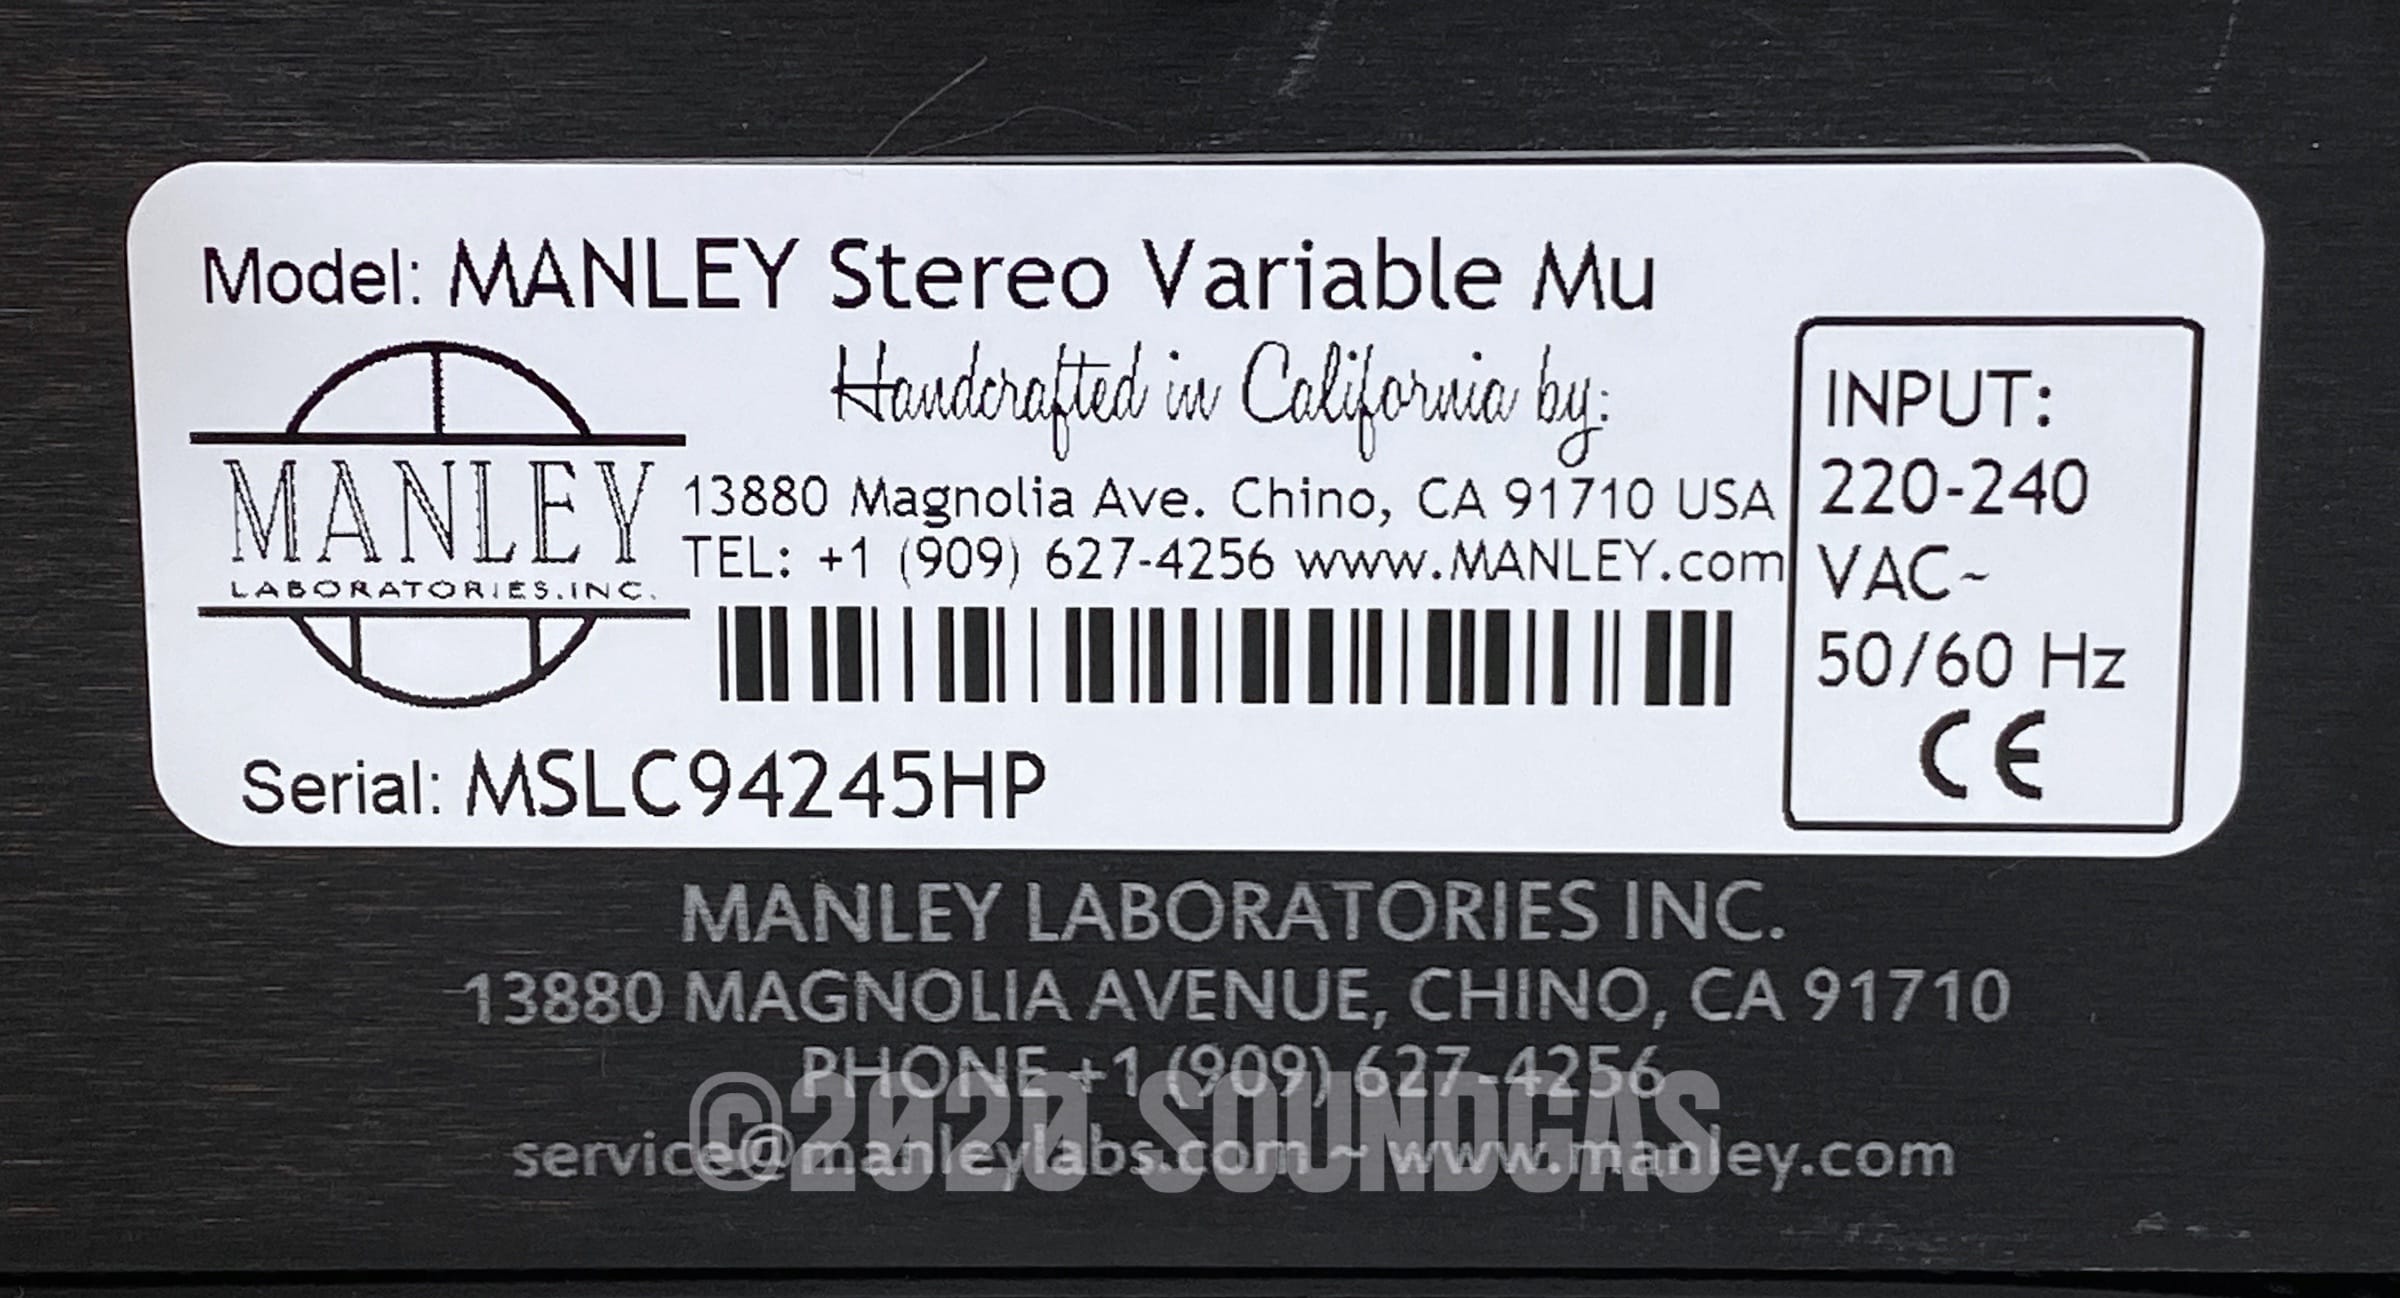 Model: MANLEY Stereo Variable Mu
Handcrafted in California by:
MANLEY
LABORATORIES, INC.
13880 Magnolia Ave. Chino, CA 91710 USA
TEL: +1 (909) 627-4256 www.MANLEY.com
Serial: MSLC94245HP
INPUT:
220-240
VAC~
50/60 Hz
CE
MANLEY LABORATORIES INC.
13880 MAGNOLIA AVENUE, CHINO, CA 91710
PHONE +1 (909) 627-4256
©2020 SOUNDGAS
service@manleylabs.com ~ www.manley.com